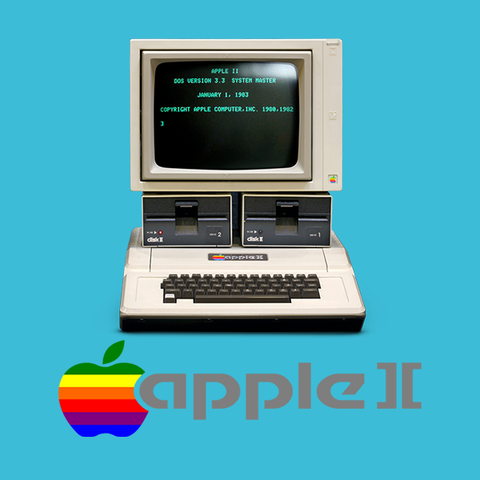 APPLE II
DOS VERSION 3.3 SYSTEM MASTER
JANUARY 1, 1983
COPYRIGHT APPLE COMPUTER,INC. 1980,1982
disk II
2
disk II
1
apple II
apple ][